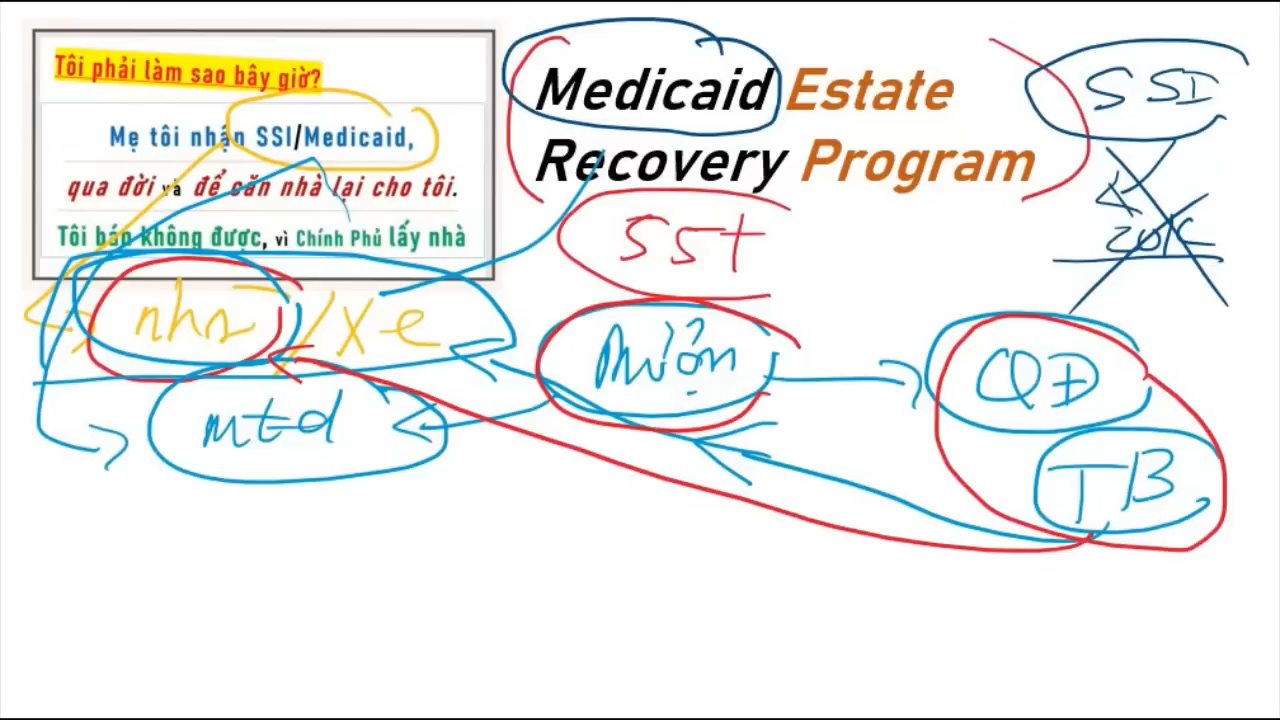 Tôi phải làm sao bây giờ?
Mẹ tôi nhận SSI/Medicaid,
qua đời và để căn nhà lại cho tôi.
Tôi bán không được, vì Chính Phủ lấy nhà
Medicaid Estate
Recovery Program
SSI
SSI
nhà / Xe
mtd
QD
TB